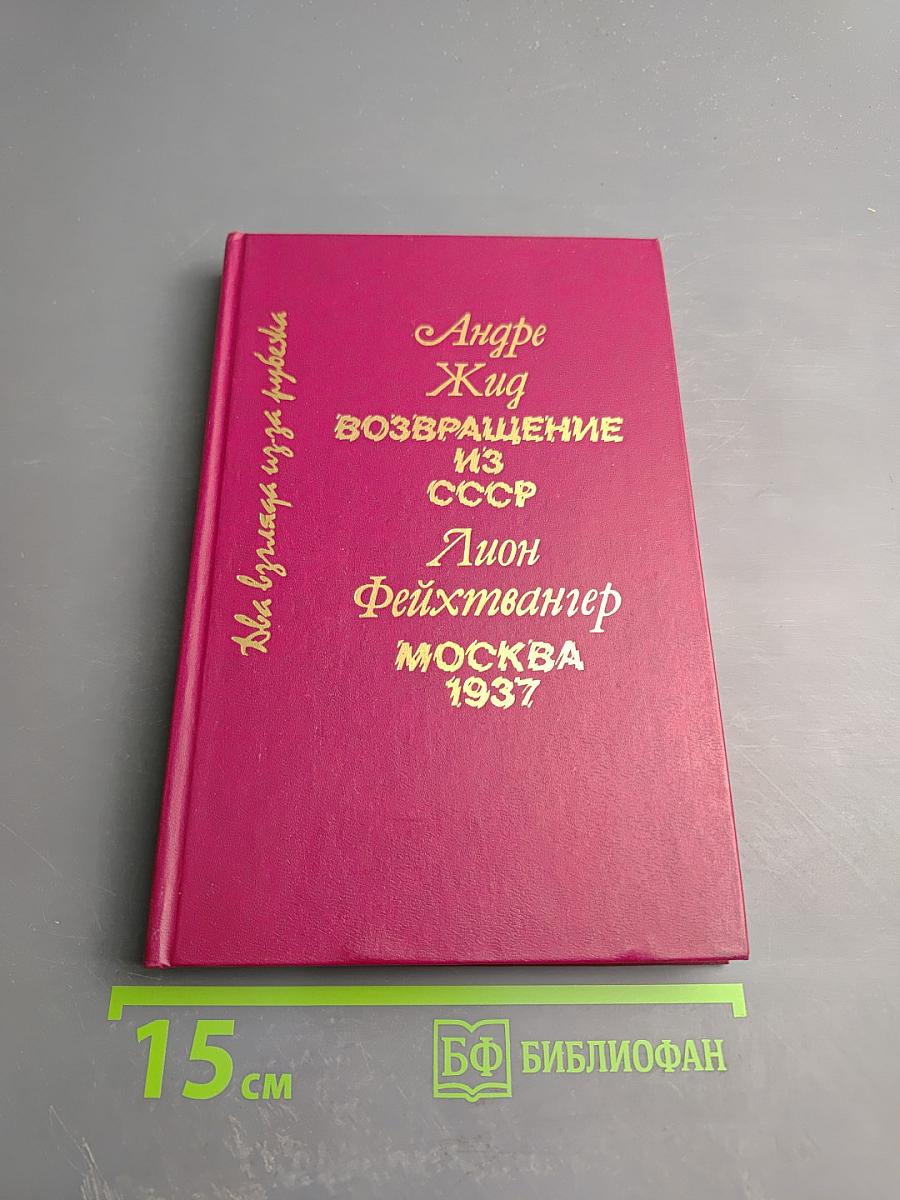 Два взгляда из-за рубежа
Андре
Жид
ВОЗВРАЩЕНИЕ
ИЗ
СССР
Лион
Фейхтвангер
МОСКВА
1937
15 см
БФ БИБЛИОФАН